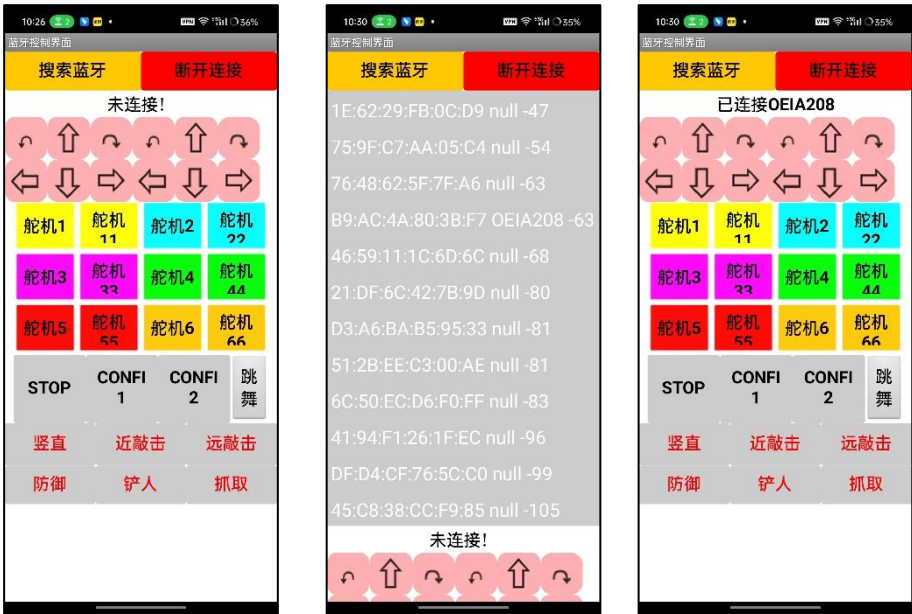 10:26 2 VPN 36%
蓝牙控制界面
搜索蓝牙 断开连接
未连接!
舵机1 舵机11 舵机2 舵机22
舵机3 舵机33 舵机4 舵机44
舵机5 舵机55 舵机6 舵机66
STOP CONFI 1 CONFI 2 跳舞
竖直 近敲击 远敲击
防御 铲人 抓取
10:30 2 VPN 35%
蓝牙控制界面
搜索蓝牙 断开连接
1E:62:29:FB:0C:D9 null -47
75:9F:C7:AA:05:C4 null -54
76:48:62:5F:7F:A6 null -63
B9:AC:4A:80:3B:F7 OEIA208 -63
46:59:11:1C:6D:6C null -68
21:DF:6C:42:7B:9D null -80
D3:A6:BA:B5:95:33 null -81
51:2B:EE:C3:00:AE null -81
6C:50:EC:D6:F0:FF null -83
41:94:F1:26:1F:EC null -96
DF:D4:CF:76:5C:C0 null -99
45:C8:38:CC:F9:85 null -105
未连接!
10:30 2 VPN 35%
蓝牙控制界面
搜索蓝牙 断开连接
已连接OEIA208
舵机1 舵机11 舵机2 舵机22
舵机3 舵机33 舵机4 舵机44
舵机5 舵机55 舵机6 舵机66
STOP CONFI 1 CONFI 2 跳舞
竖直 近敲击 远敲击
防御 铲人 抓取